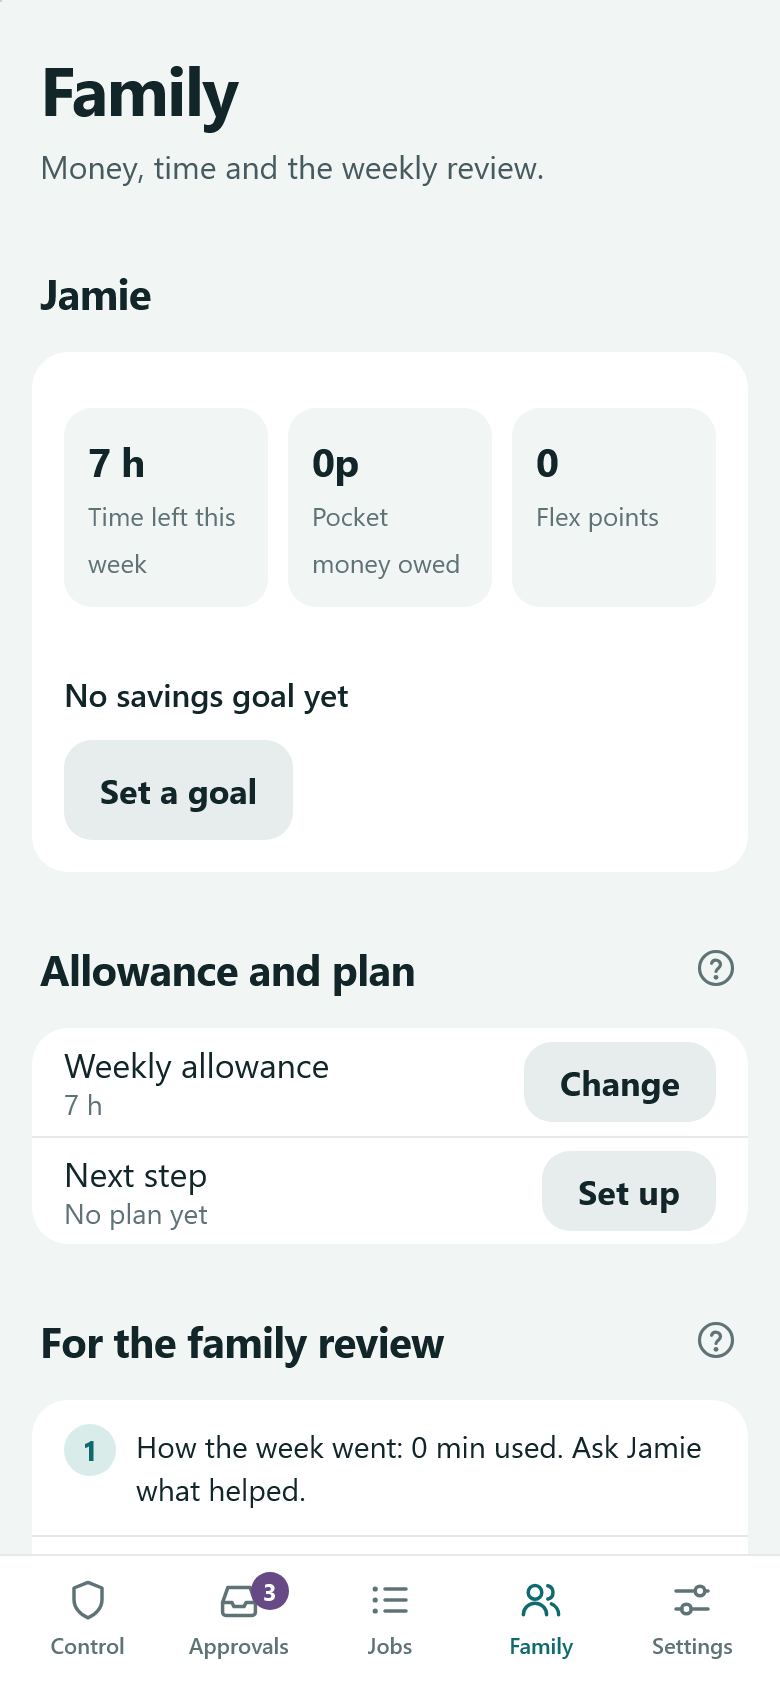 Family
Money, time and the weekly review.
Jamie
7 h
Time left this
week
0p
Pocket
money owed
0
Flex points
No savings goal yet
Set a goal
Allowance and plan
?
Weekly allowance
7 h
Change
Next step
No plan yet
Set up
For the family review
?
1
How the week went: 0 min used. Ask Jamie
what helped.
3
Control
Approvals
Jobs
Family
Settings